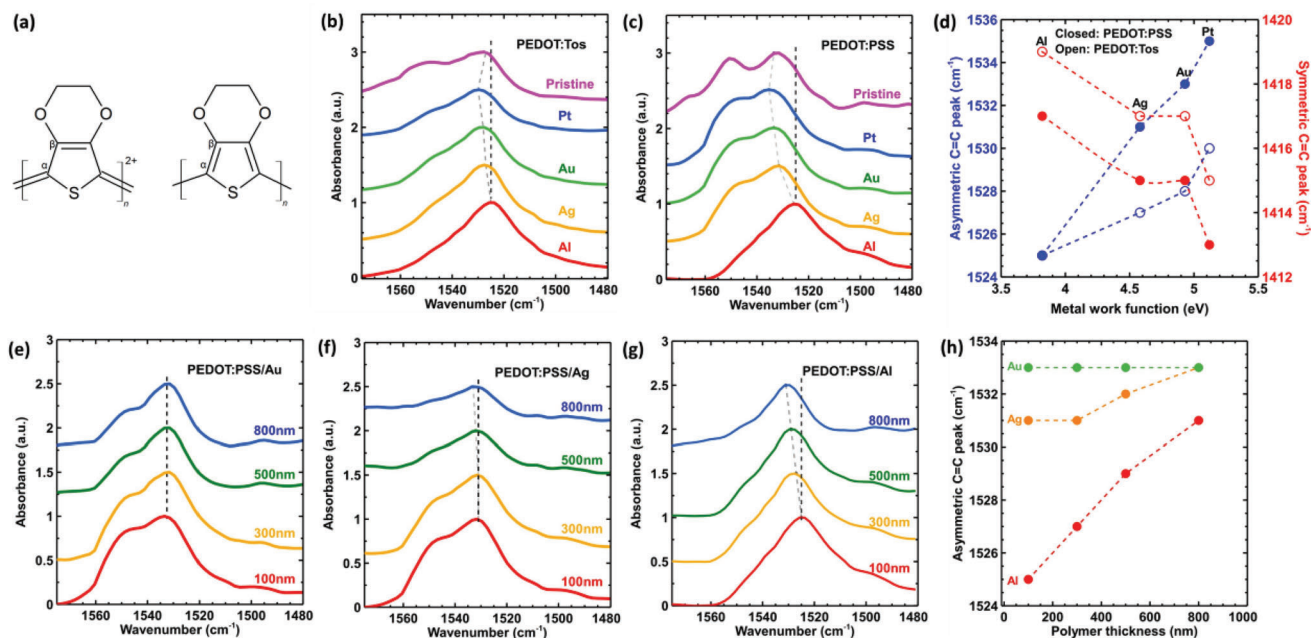 (a)
O
O
β
α
S
n
2+
O
O
β
α
S
n
(b)
PEDOT:Tos
Pristine
Pt
Au
Ag
Al
Absorbance (a.u.)
3
2
1
0
1560 1540 1520 1500 1480
Wavenumber (cm-1)
(c)
PEDOT:PSS
Pristine
Pt
Au
Ag
Al
Absorbance (a.u.)
3
2
1
0
1560 1540 1520 1500 1480
Wavenumber (cm-1)
(d)
Closed: PEDOT:PSS
Open: PEDOT:Tos
Al
Ag
Au
Pt
Asymmetric C=C peak (cm-1)
1536
1534
1532
1530
1528
1526
1524
Symmetric C=C peak (cm-1)
1420
1418
1416
1414
1412
3.5 4 4.5 5 5.5
Metal work function (eV)
(e)
PEDOT:PSS/Au
800nm
500nm
300nm
100nm
Absorbance (a.u.)
2.5
2
1.5
1
0.5
0
1560 1540 1520 1500 1480
Wavenumber (cm-1)
(f)
PEDOT:PSS/Ag
800nm
500nm
300nm
100nm
Absorbance (a.u.)
2.5
2
1.5
1
0.5
0
1560 1540 1520 1500 1480
Wavenumber (cm-1)
(g)
PEDOT:PSS/Al
800nm
500nm
300nm
100nm
Absorbance (a.u.)
2.5
2
1.5
1
0.5
0
1560 1540 1520 1500 1480
Wavenumber (cm-1)
(h)
Au
Ag
Al
Asymmetric C=C peak (cm-1)
1534
1532
1530
1528
1526
1524
0 200 400 600 800 1000
Polymer thickness (nm)